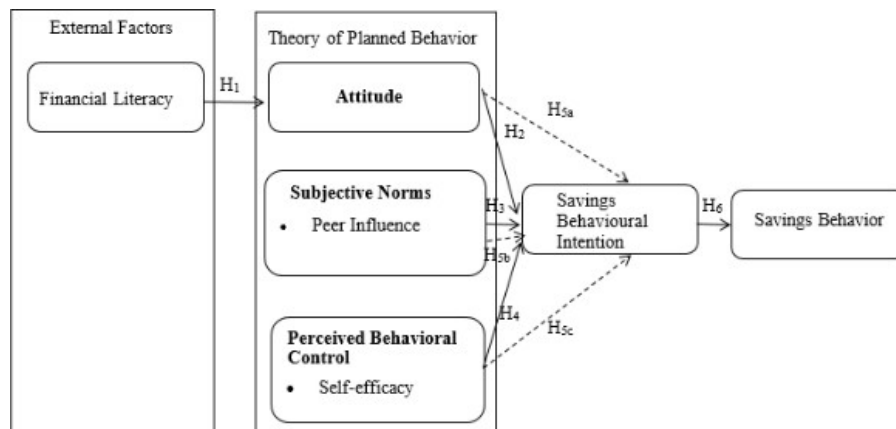 External Factors
Financial Literacy
H1
Theory of Planned Behavior
Attitude
H5a
H2
Subjective Norms
• Peer Influence
H3
H5b
Savings
Behavioural
Intention
H6
Savings Behavior
H4
H5c
Perceived Behavioral
Control
• Self-efficacy